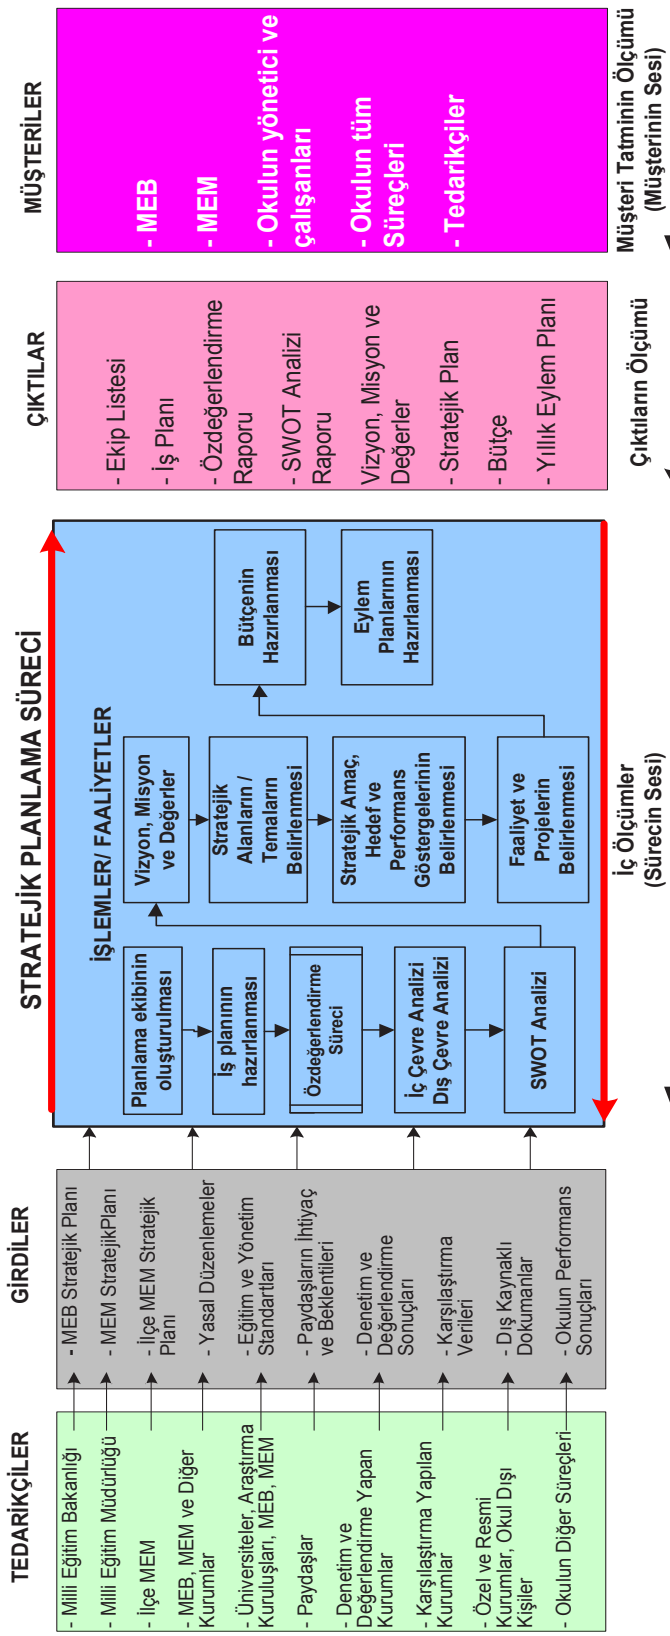 STRATEJİK PLANLAMA SÜRECİ
TEDARİKÇİLER
- Milli Eğitim Bakanlığı
- Milli Eğitim Müdürlüğü
- İlçe MEM
- MEB, MEM ve Diğer
Kurumlar
- Üniversiteler, Araştırma
Kuruluşları, MEB, MEM
- Paydaşlar
- Denetim ve
Değerlendirme Yapan
Kurumlar
- Karşılaştırma Yapılan
Kurumlar
- Özel ve Resmi
Kurumlar, Okul Dışı
Kişiler
- Okulun Diğer Süreçleri
GİRDİLER
- MEB Stratejik Planı
- MEM StratejikPlanı
- İlçe MEM Stratejik
Planı
- Yasal Düzenlemeler
- Eğitim ve Yönetim
Standartları
- Paydaşların İhtiyaç
ve Beklentileri
- Denetim ve
Değerlendirme
Sonuçları
- Karşılaştırma
Verileri
- Dış Kaynaklı
Dokumanlar
- Okulun Performans
Sonuçları
İŞLEMLER/ FAALİYETLER
Planlama ekibinin
oluşturulması
İş planının
hazırlanması
Özdeğerlendirme
Süreci
İç Çevre Analizi
Dış Çevre Analizi
SWOT Analizi
Vizyon, Misyon
ve Değerler
Stratejik
Alanların /
Temaların
Belirlenmesi
Stratejik Amaç,
Hedef ve
Performans
Göstergelerinin
Belirlenmesi
Faaliyet ve
Projelerin
Belirlenmesi
Bütçenin
Hazırlanması
Eylem
Planlarının
Hazırlanması
İç Ölçümler
(Sürecin Sesi)
ÇIKTILAR
- Ekip Listesi
- İş Planı
- Özdeğerlendirme
Raporu
- SWOT Analizi
Raporu
Vizyon, Misyon ve
Değerler
- Stratejik Plan
- Bütçe
- Yıllık Eylem Planı
Çıktıların Ölçümü
MÜŞTERİLER
- MEB
- MEM
- Okulun yönetici ve
çalışanları
- Okulun tüm
Süreçleri
- Tedarikçiler
Müşteri Tatminin Ölçümü
(Müşterinin Sesi)